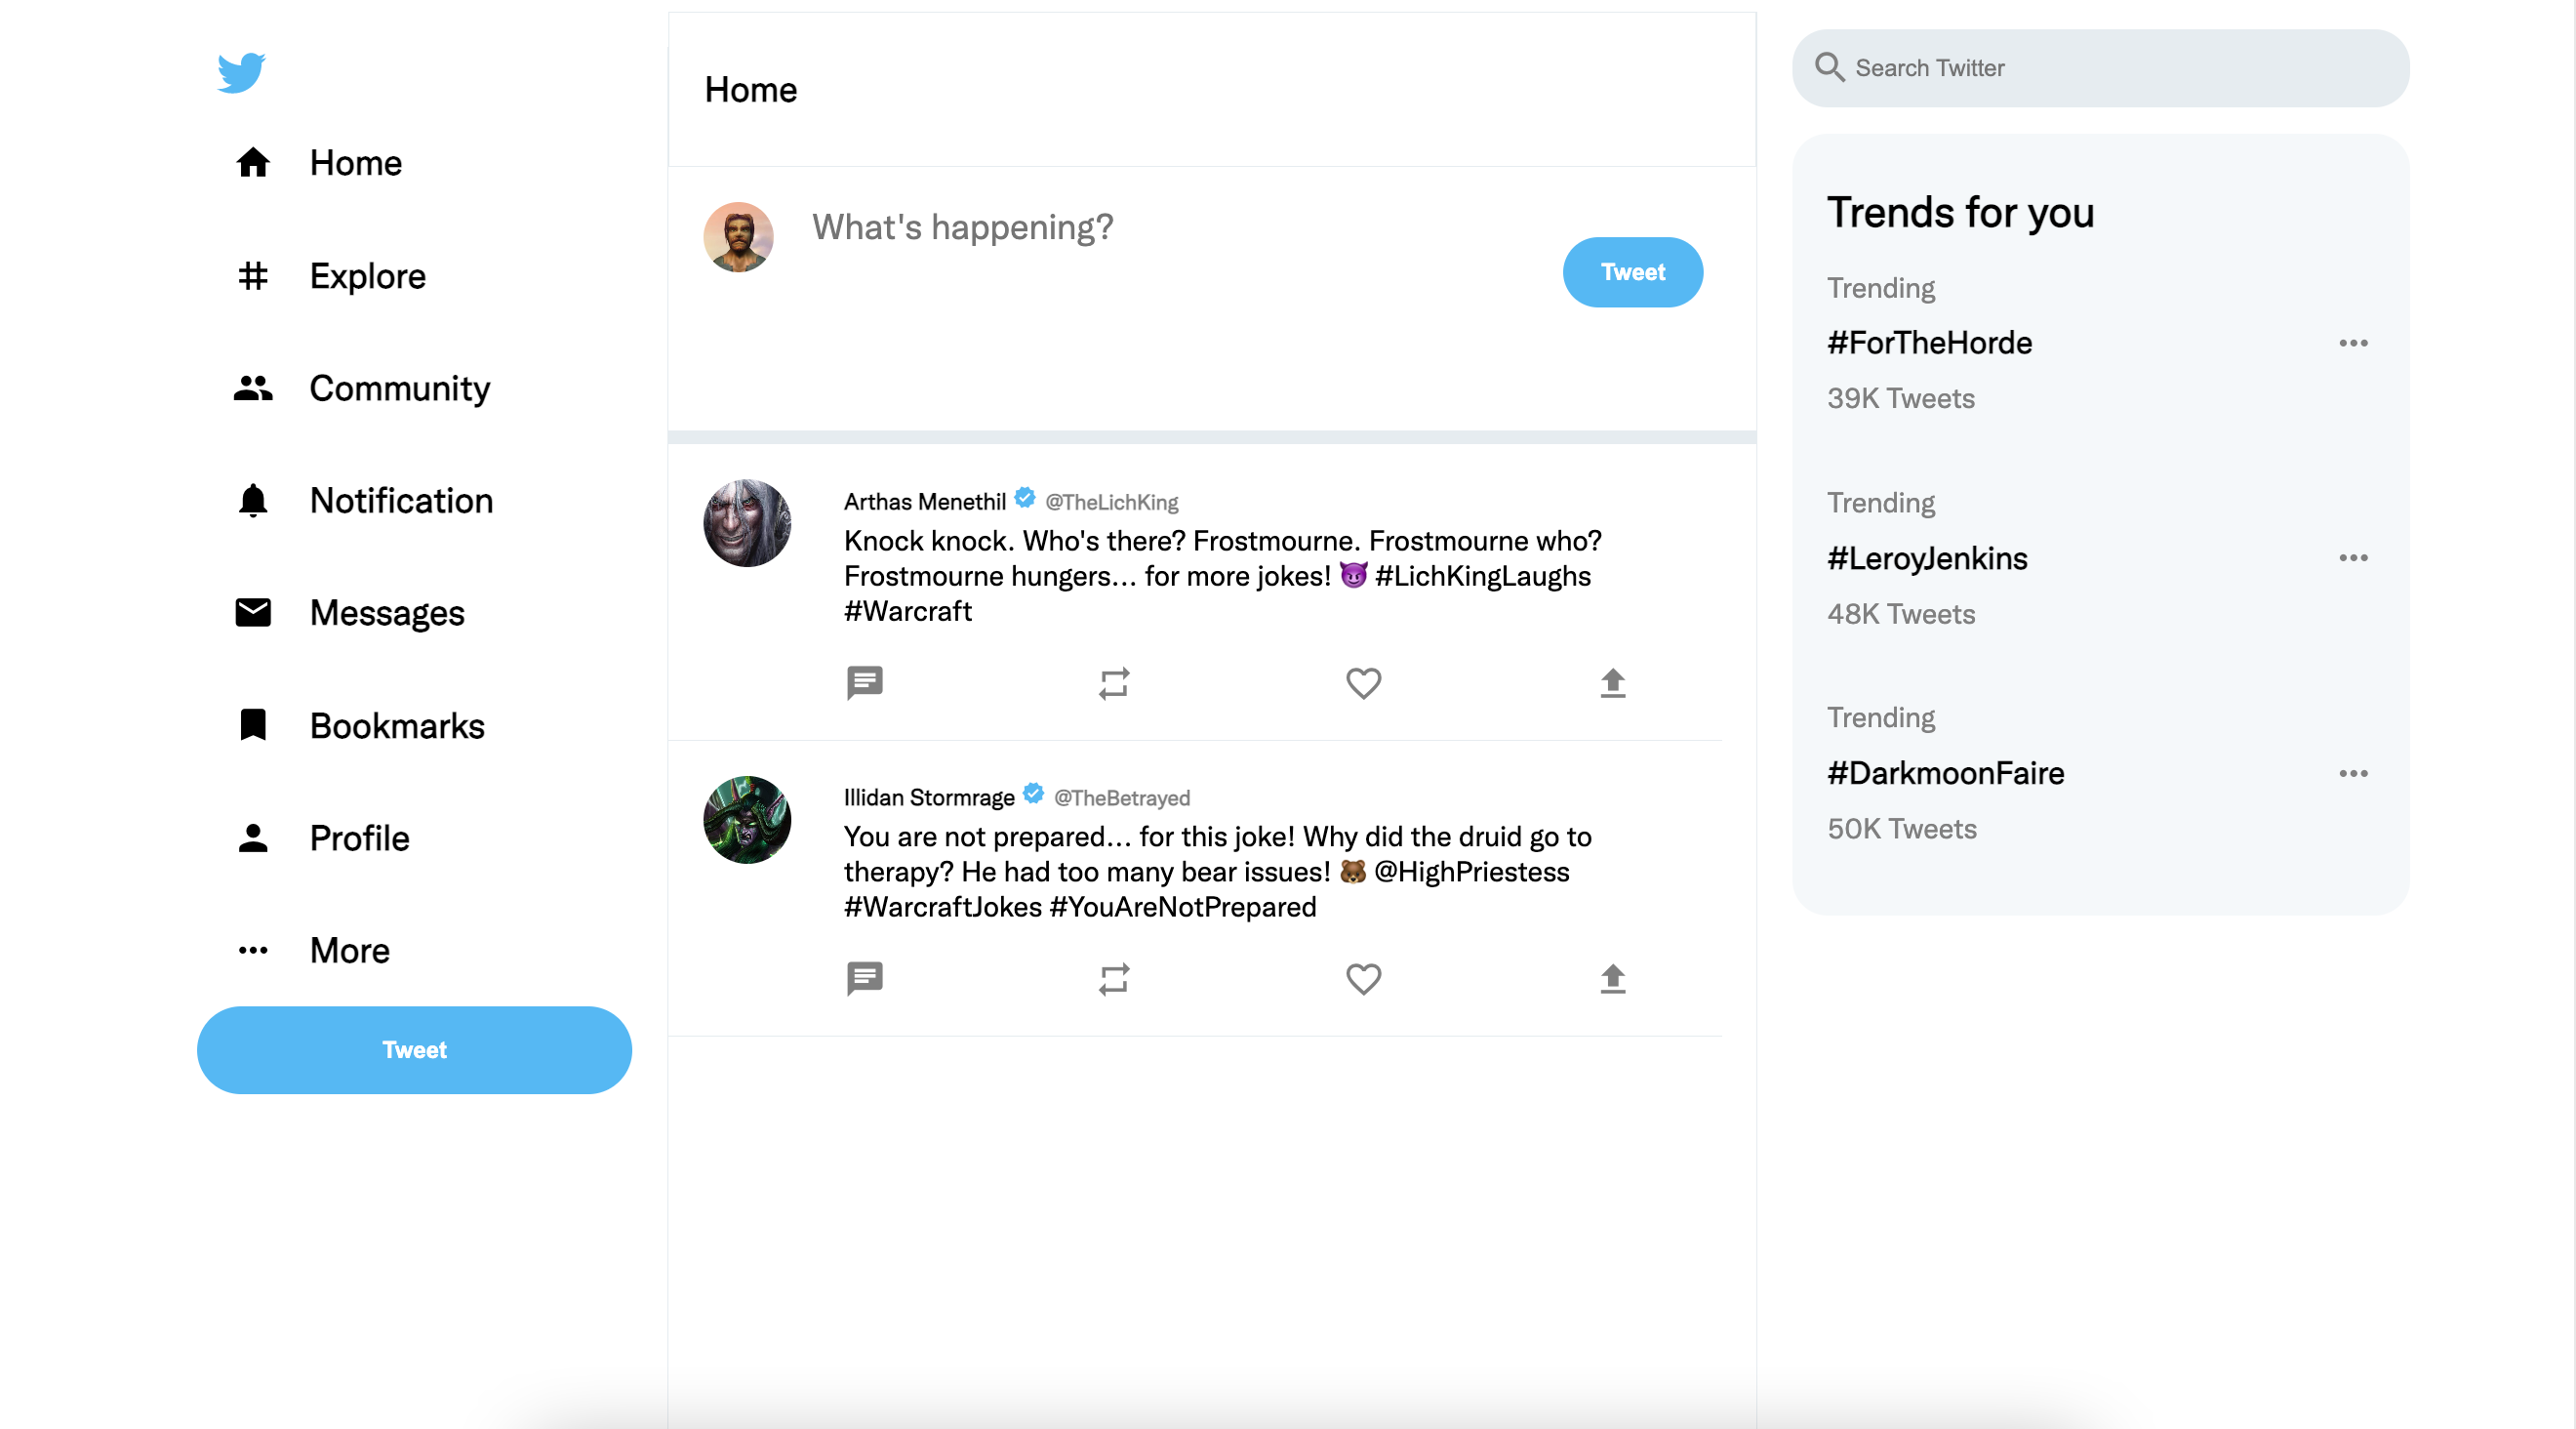 Home
Explore
Community
Notification
Messages
Bookmarks
Profile
More
Tweet
Home
What's happening?
Tweet
Arthas Menethil @TheLichKing
Knock knock. Who's there? Frostmourne. Frostmourne who?
Frostmourne hungers... for more jokes! 😈 #LichKingLaughs
#Warcraft
Illidan Stormrage @TheBetrayed
You are not prepared... for this joke! Why did the druid go to
therapy? He had too many bear issues! 🐻 @HighPriestess
#WarcraftJokes #YouAreNotPrepared
Search Twitter
Trends for you
Trending
#ForTheHorde
39K Tweets
Trending
#LeroyJenkins
48K Tweets
Trending
#DarkmoonFaire
50K Tweets